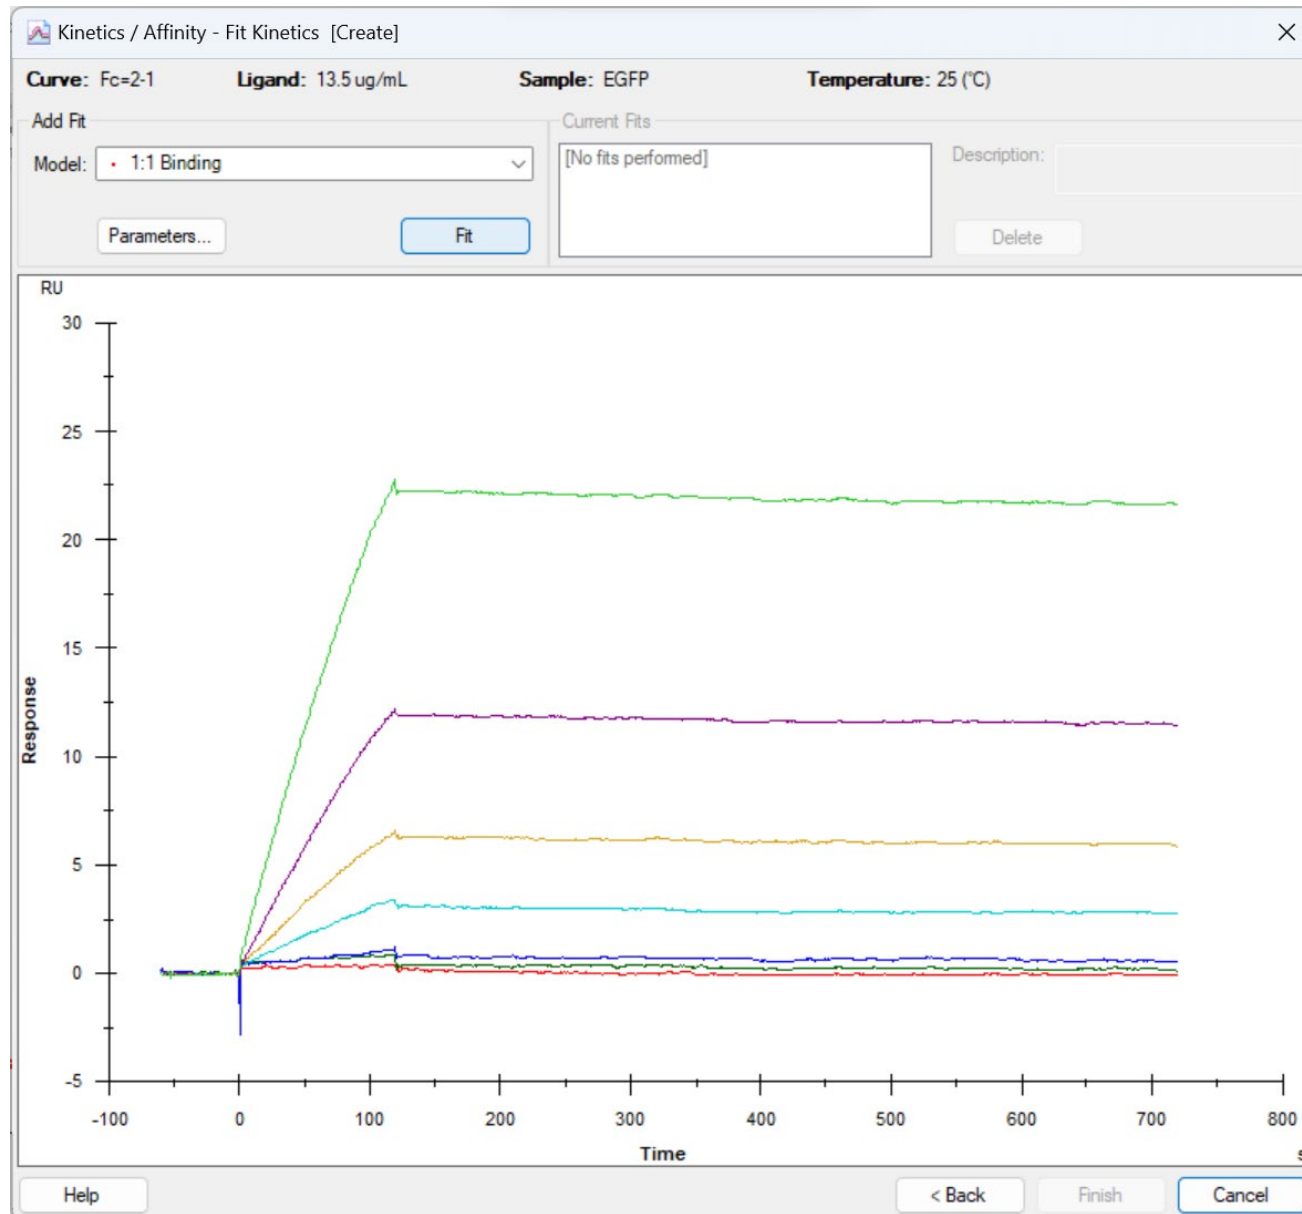 Kinetics / Affinity - Fit Kinetics [Create]
Curve: Fc=2-1 Ligand: 13.5 ug/mL Sample: EGFP Temperature: 25 (°C)
Add Fit
Current Fits
Model: 1:1 Binding
[No fits performed]
Description:
Parameters...
Fit
Delete
RU
30
25
20
15
10
5
0
-5
Response
-100 0 100 200 300 400 500 600 700 800
Time
s
Help
< Back
Finish
Cancel